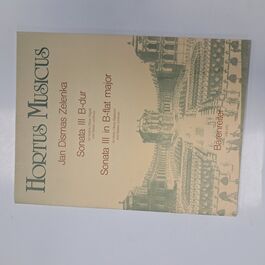 HORTUS MUSICUS
Jan Dismas Zelenka
Sonata III B-dur
Sonata III in B-flat major
Bärenreiter